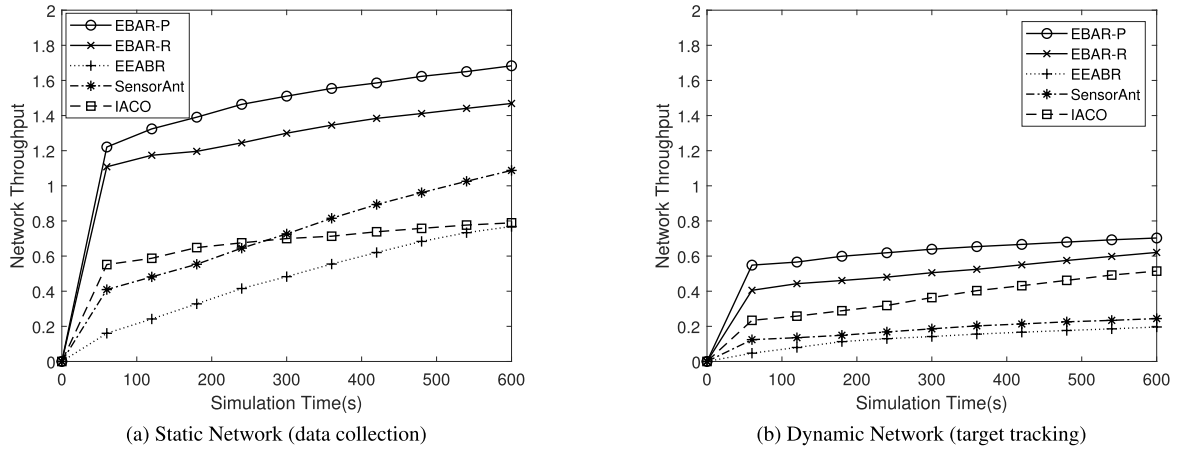 2
1.8
1.6
1.4
1.2
1
0.8
0.6
0.4
0.2
0
0 100 200 300 400 500 600
Network Throughput
Simulation Time(s)
EBAR-P
EBAR-R
EEABR
SensorAnt
IACO
(a) Static Network (data collection)
2
1.8
1.6
1.4
1.2
1
0.8
0.6
0.4
0.2
0
0 100 200 300 400 500 600
Network Throughput
Simulation Time(s)
EBAR-P
EBAR-R
EEABR
SensorAnt
IACO
(b) Dynamic Network (target tracking)